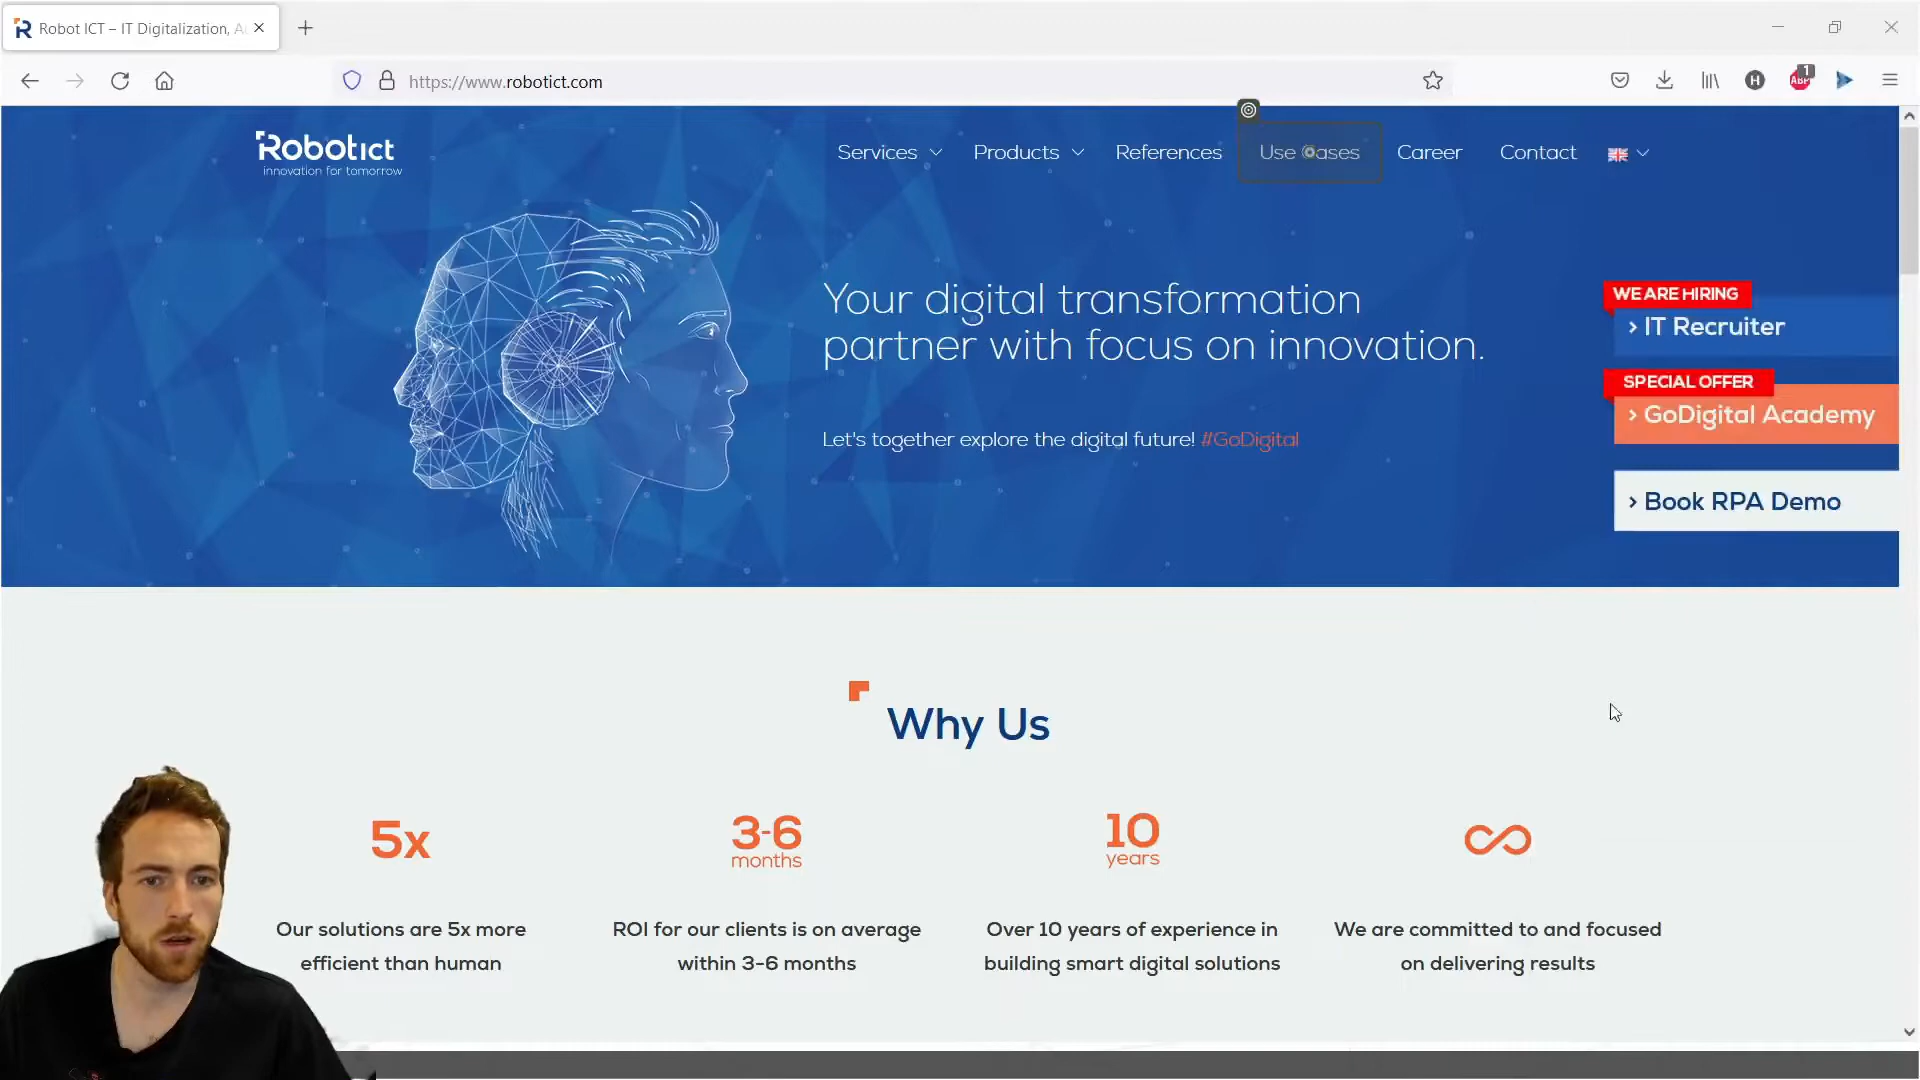 Robot ICT – IT Digitalization, A
https://www.robotict.com
H
ABP
1
Robotict
innovation for tomorrow
Services
Products
References
Use Cases
Career
Contact
Your digital transformation
partner with focus on innovation.
Let's together explore the digital future! #GoDigital
WE ARE HIRING
› IT Recruiter
SPECIAL OFFER
› GoDigital Academy
› Book RPA Demo
Why Us
5x
Our solutions are 5x more
efficient than human
3-6
months
ROI for our clients is on average
within 3-6 months
10
years
Over 10 years of experience in
building smart digital solutions
We are committed to and focused
on delivering results